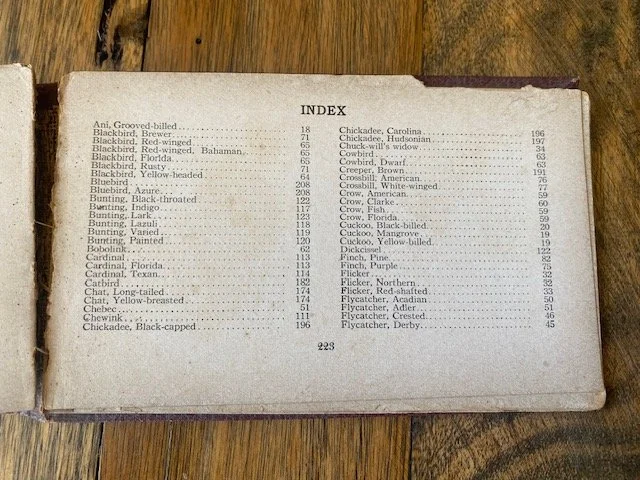 INDEX
Ani, Grooved-billed 18
Blackbird, Brewer 71
Blackbird, Red-winged 65
Blackbird, Red-winged, Bahaman 65
Blackbird, Florida 65
Blackbird, Rusty 71
Blackbird, Yellow-headed 64
Bluebird 208
Bluebird, Azure 208
Bunting, Black-throated 122
Bunting, Indigo 117
Bunting, Lark 123
Bunting, Lazuli 118
Bunting, Varied 119
Bunting, Painted 120
Bobolink 62
Cardinal 113
Cardinal, Florida 113
Cardinal, Texan 114
Catbird 182
Chat, Long-tailed 174
Chat, Yellow-breasted 174
Chebec 51
Chewink 111
Chickadee, Black-capped 196
Chickadee, Carolina 196
Chickadee, Hudsonian 197
Chuck-will's widow 34
Cowbird 63
Cowbird, Dwarf 63
Creeper, Brown 191
Crossbill, American 76
Crossbill, White-winged 77
Crow, American 59
Crow, Clarke 60
Crow, Fish 59
Crow, Florida 59
Cuckoo, Black-billed 20
Cuckoo, Mangrove 19
Cuckoo, Yellow-billed 19
Dickcissel 122
Finch, Pine 82
Finch, Purple 75
Flicker 32
Flicker, Northern 32
Flicker, Red-shafted 33
Flycatcher, Acadian 50
Flycatcher, Adler 51
Flycatcher, Crested 46
Flycatcher, Derby 45
223